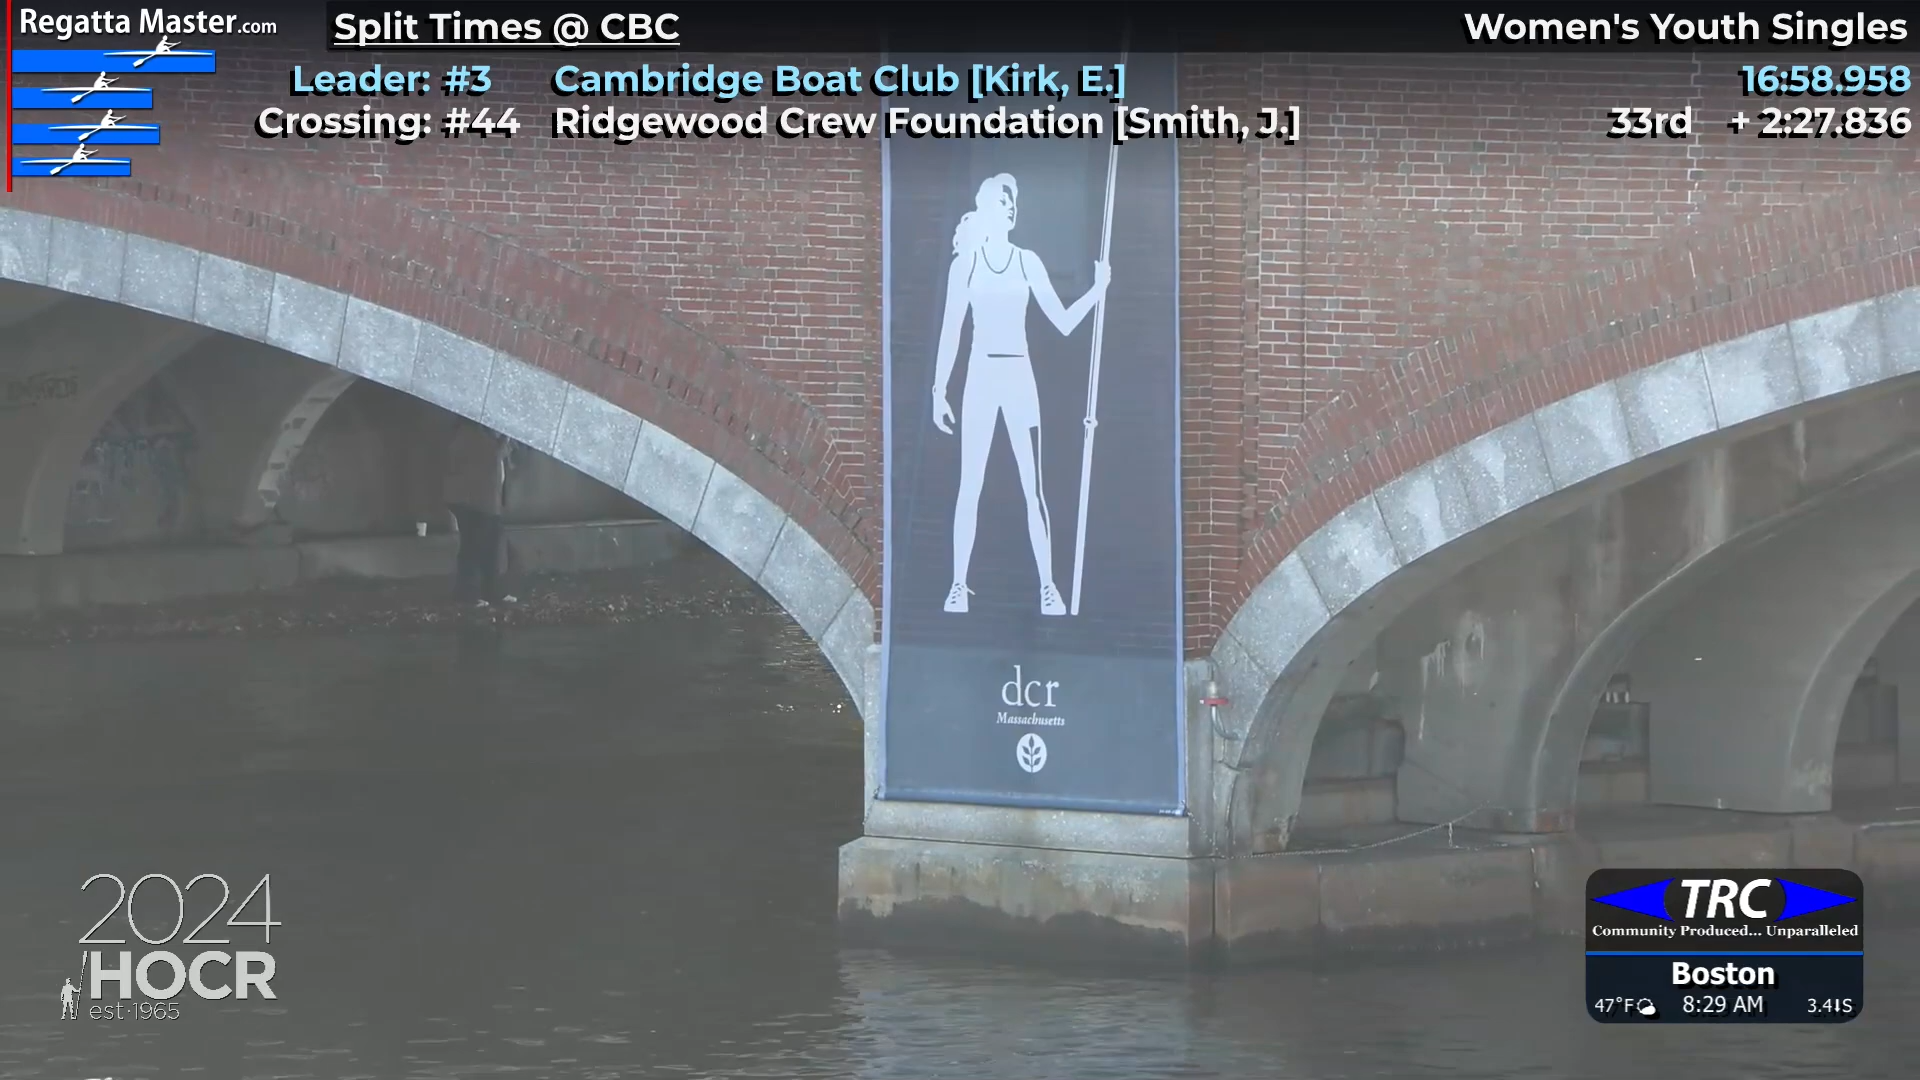 Regatta Master.com
Split Times @ CBC
Women's Youth Singles
Leader: #3 Cambridge Boat Club [Kirk, E.] 16:58.958
Crossing: #44 Ridgewood Crew Foundation [Smith, J.] 33rd + 2:27.836
dcr
Massachusetts
2024
HOCR
est·1965
TRC
Community Produced... Unparalleled
Boston
47°F 8:29 AM 3.4⬇S